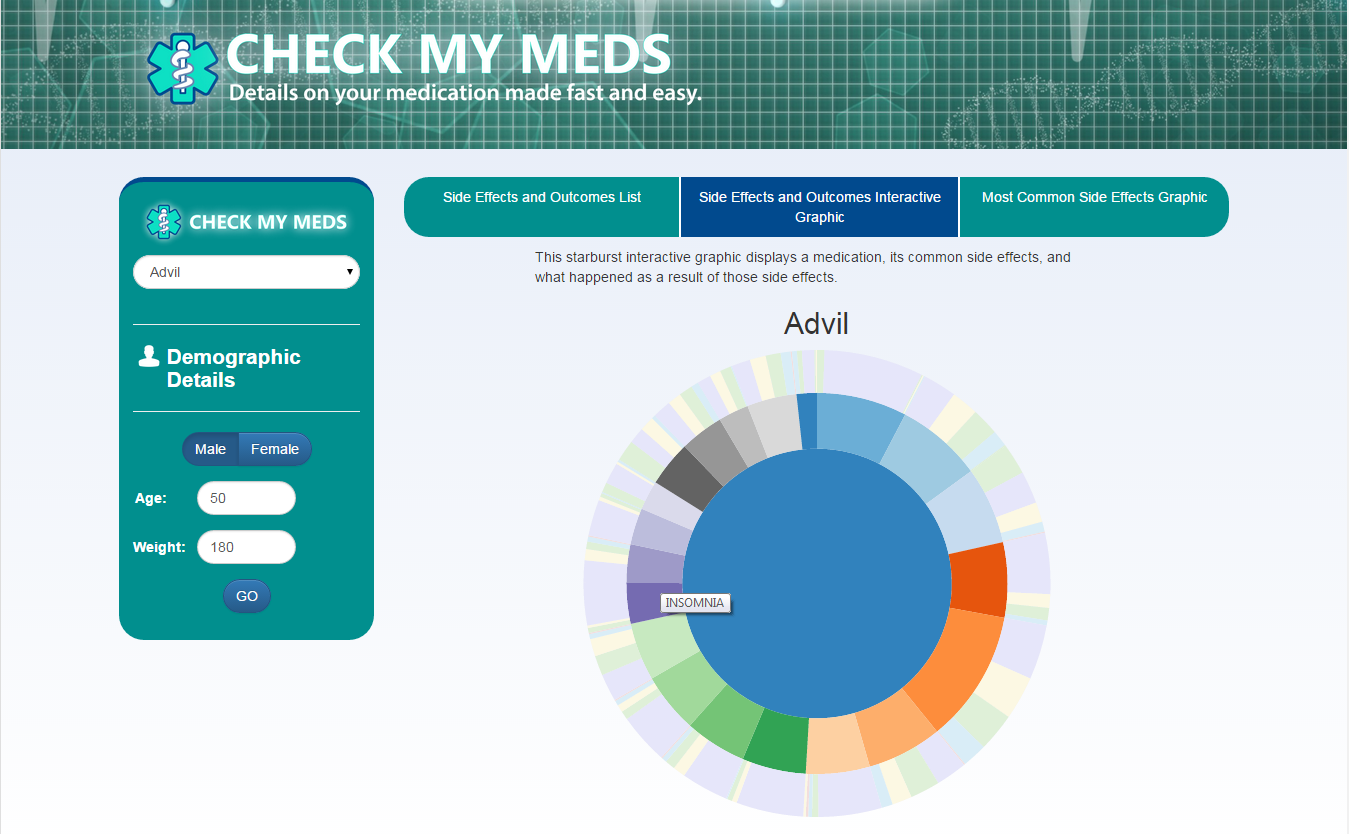 CHECK MY MEDS
Details on your medication made fast and easy.
CHECK MY MEDS
Advil
Demographic
Details
Male Female
Age: 50
Weight: 180
GO
Side Effects and Outcomes List
Side Effects and Outcomes Interactive
Graphic
Most Common Side Effects Graphic
This starburst interactive graphic displays a medication, its common side effects, and
what happened as a result of those side effects.
Advil
INSOMNIA